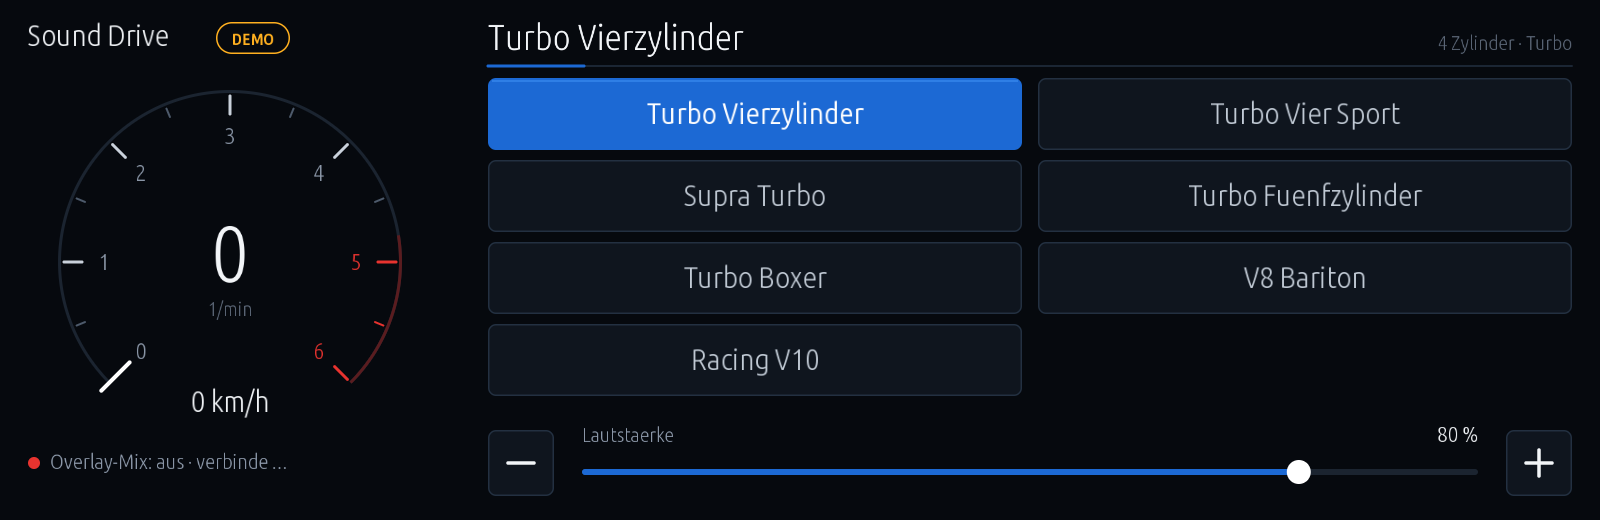 Sound Drive
DEMO
3
2
4
1
5
0
1/min
0
6
0 km/h
Overlay-Mix: aus · verbinde ...
Turbo Vierzylinder
4 Zylinder · Turbo
Turbo Vierzylinder
Turbo Vier Sport
Supra Turbo
Turbo Fuenfzylinder
Turbo Boxer
V8 Bariton
Racing V10
Lautstaerke
80 %